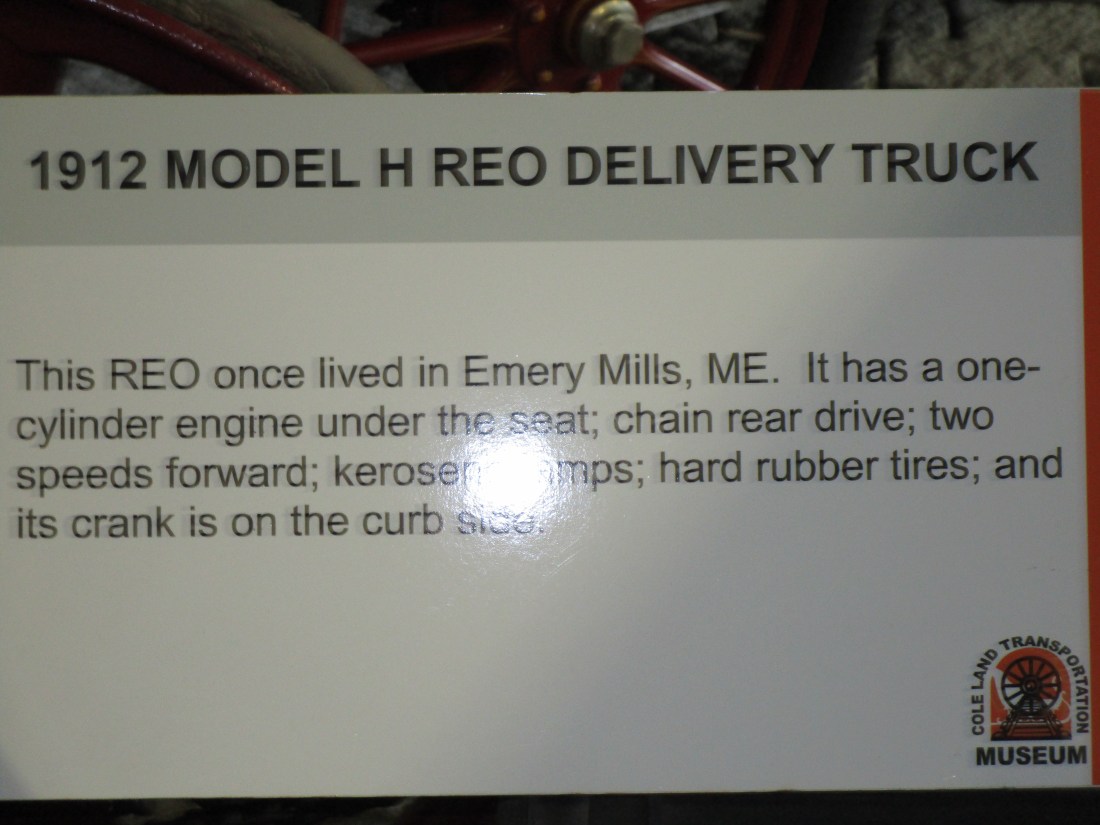 1912 MODEL H REO DELIVERY TRUCK
This REO once lived in Emery Mills, ME. It has a one-
cylinder engine under the seat; chain rear drive; two
speeds forward; hard rubber tires; and
its crank is on the curb side.
COLE LAND TRANSPORTATION
MUSEUM